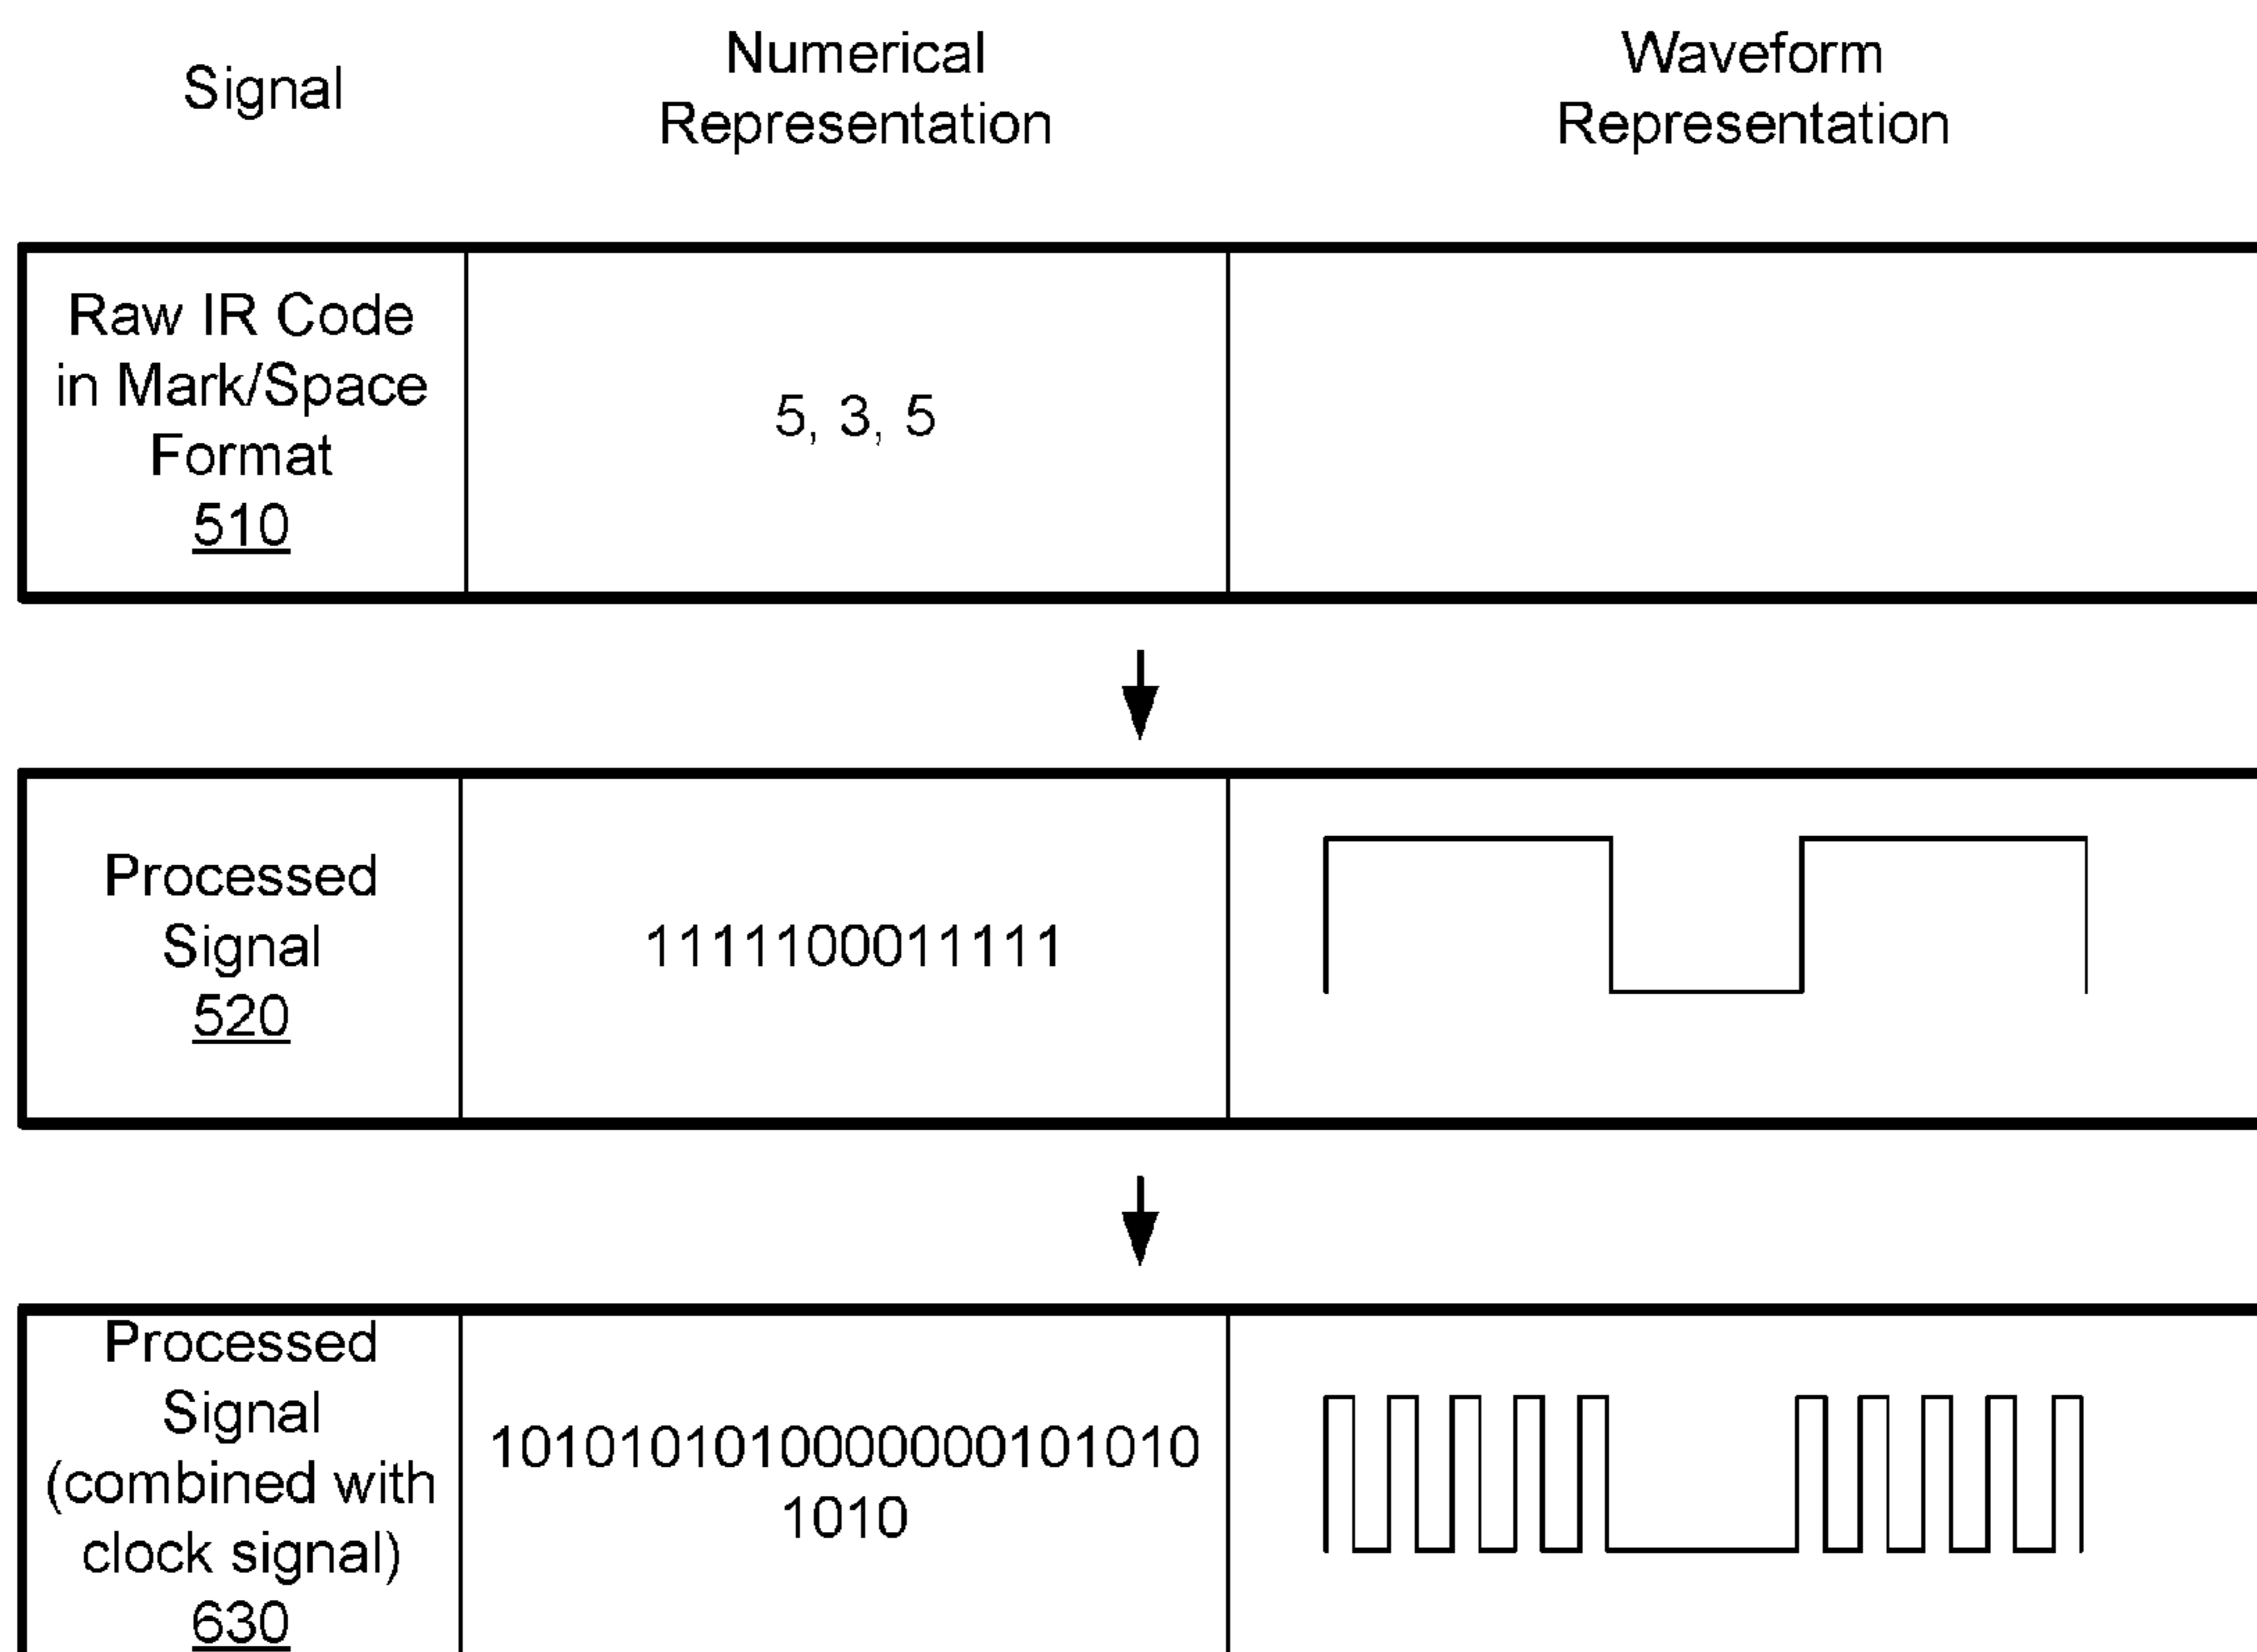 Signal
Numerical
Representation
Waveform
Representation
Raw IR Code
in Mark/Space
Format
510
5, 3, 5
Processed
Signal
520
1111100011111
Processed
Signal
(combined with
clock signal)
630
1010101010000000101010
1010